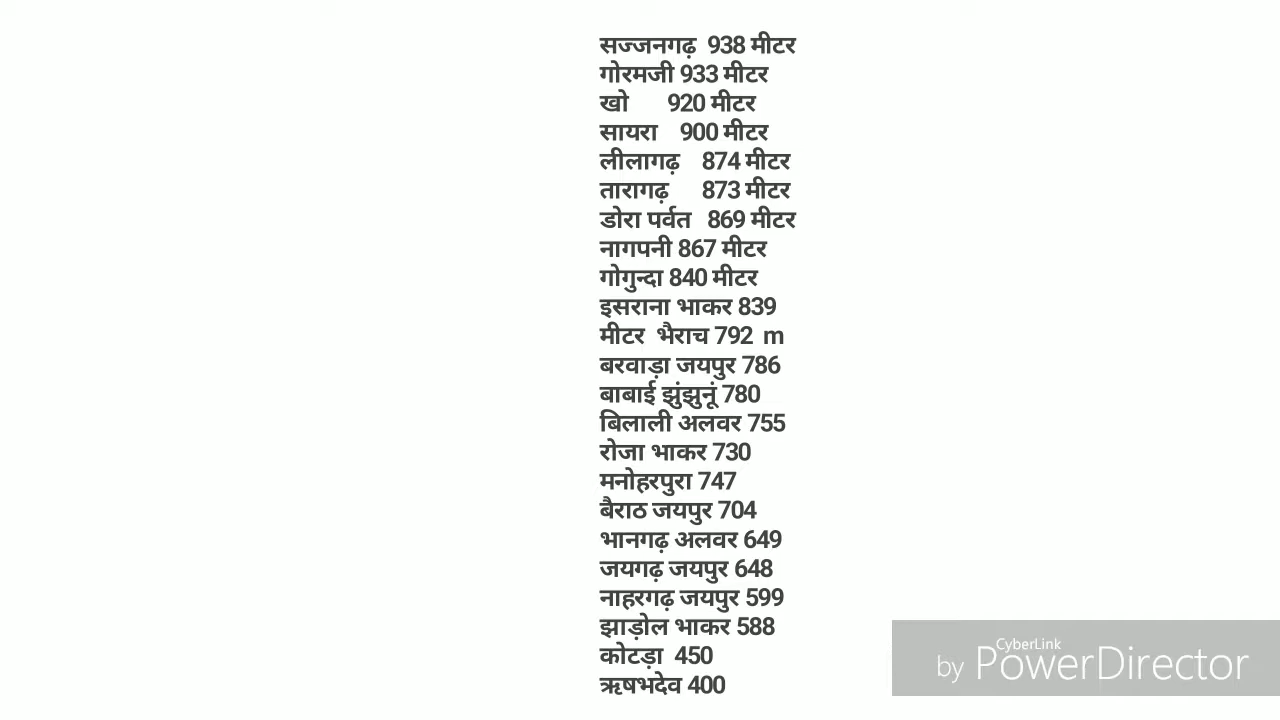 सज्जनगढ़ 938 मीटर
गोरमजी 933 मीटर
खो 920 मीटर
सायरा 900 मीटर
लीलागढ़ 874 मीटर
तारागढ़ 873 मीटर
डोरा पर्वत 869 मीटर
नागपनी 867 मीटर
गोगुन्दा 840 मीटर
इसराना भाकर 839
मीटर भैराच 792 m
बरवाड़ा जयपुर 786
बाबाई झुंझुनूं 780
बिलाली अलवर 755
रोजा भाकर 730
मनोहरपुरा 747
बैराठ जयपुर 704
भानगढ़ अलवर 649
जयगढ़ जयपुर 648
नाहरगढ़ जयपुर 599
झाड़ोल भाकर 588
कोटड़ा 450
ऋषभदेव 400
CyberLink
by PowerDirector